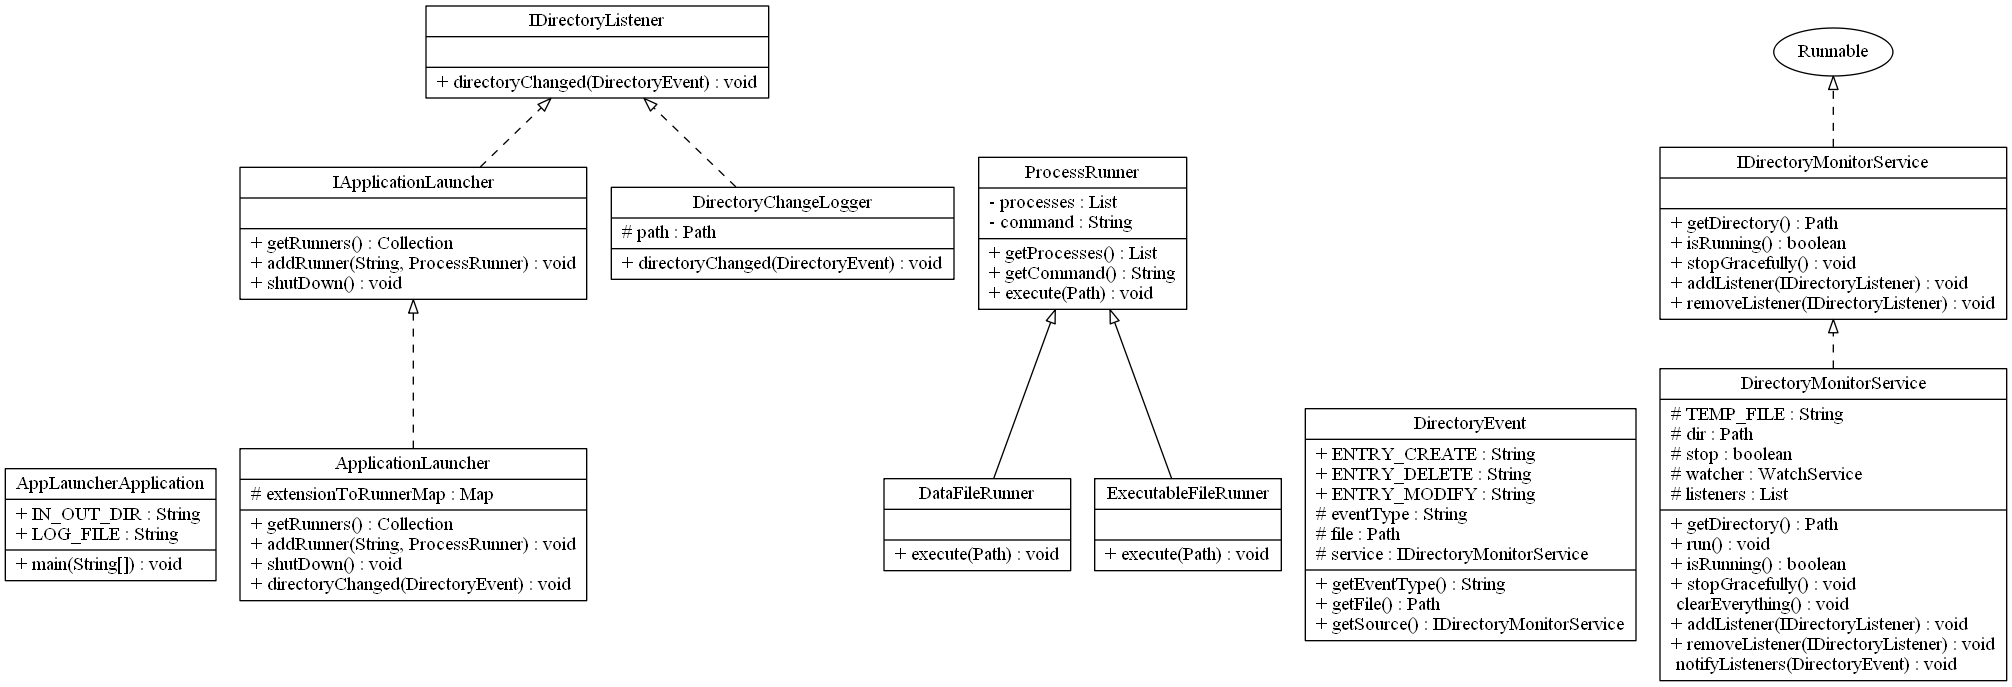 IDirectoryListener
+ directoryChanged(DirectoryEvent) : void
Runnable
IApplicationLauncher
+ getRunners() : Collection
+ addRunner(String, ProcessRunner) : void
+ shutDown() : void
DirectoryChangeLogger
# path : Path
+ directoryChanged(DirectoryEvent) : void
ProcessRunner
- processes : List
- command : String
+ getProcesses() : List
+ getCommand() : String
+ execute(Path) : void
IDirectoryMonitorService
+ getDirectory() : Path
+ isRunning() : boolean
+ stopGracefully() : void
+ addListener(IDirectoryListener) : void
+ removeListener(IDirectoryListener) : void
AppLauncherApplication
+ IN_OUT_DIR : String
+ LOG_FILE : String
+ main(String[]) : void
ApplicationLauncher
# extensionToRunnerMap : Map
+ getRunners() : Collection
+ addRunner(String, ProcessRunner) : void
+ shutDown() : void
+ directoryChanged(DirectoryEvent) : void
DataFileRunner
+ execute(Path) : void
ExecutableFileRunner
+ execute(Path) : void
DirectoryEvent
+ ENTRY_CREATE : String
+ ENTRY_DELETE : String
+ ENTRY_MODIFY : String
# eventType : String
# file : Path
# service : IDirectoryMonitorService
+ getEventType() : String
+ getFile() : Path
+ getSource() : IDirectoryMonitorService
DirectoryMonitorService
# TEMP_FILE : String
# dir : Path
# stop : boolean
# watcher : WatchService
# listeners : List
+ getDirectory() : Path
+ run() : void
+ isRunning() : boolean
+ stopGracefully() : void
clearEverything() : void
+ addListener(IDirectoryListener) : void
+ removeListener(IDirectoryListener) : void
notifyListeners(DirectoryEvent) : void